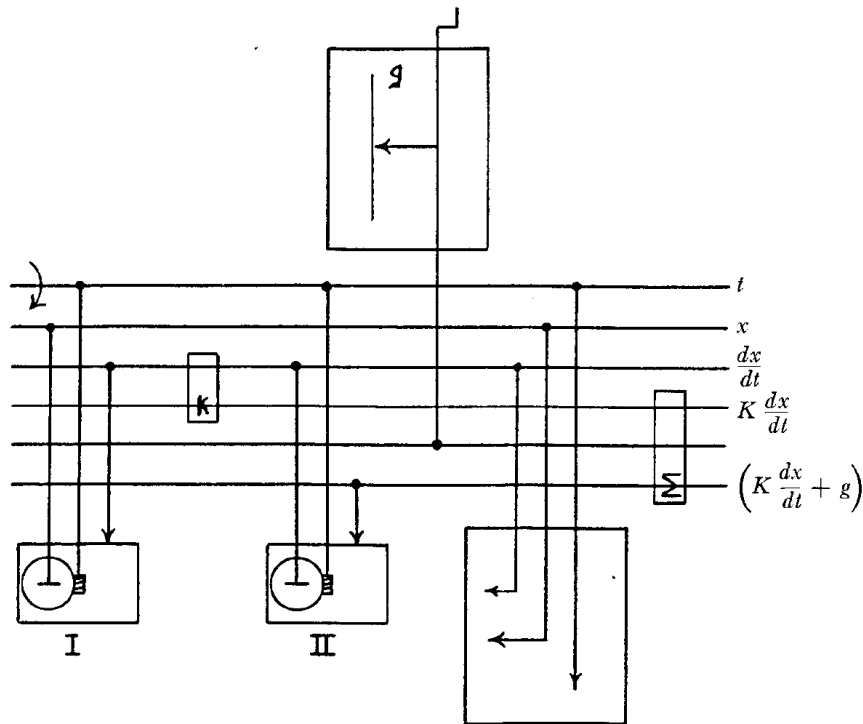 g
t
x
dx/dt
K
K dx/dt
Σ
(K dx/dt + g)
I
II